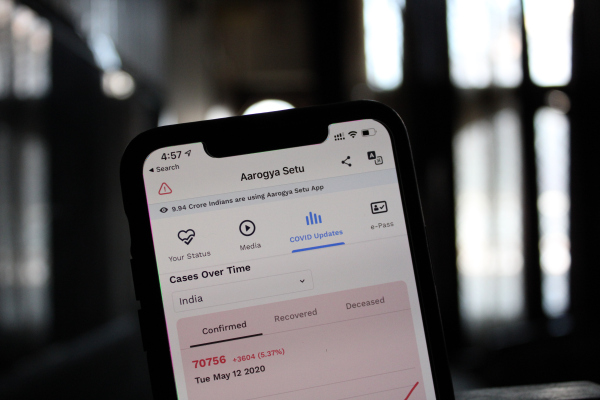 4:57
◀ Search
Aarogya Setu
9.94 Crore Indians are using Aarogya Setu App
Your Status
Media
COVID Updates
e-Pass
Cases Over Time
India
Confirmed
Recovered
Deceased
70756 +3604 (5.37%)
Tue May 12 2020